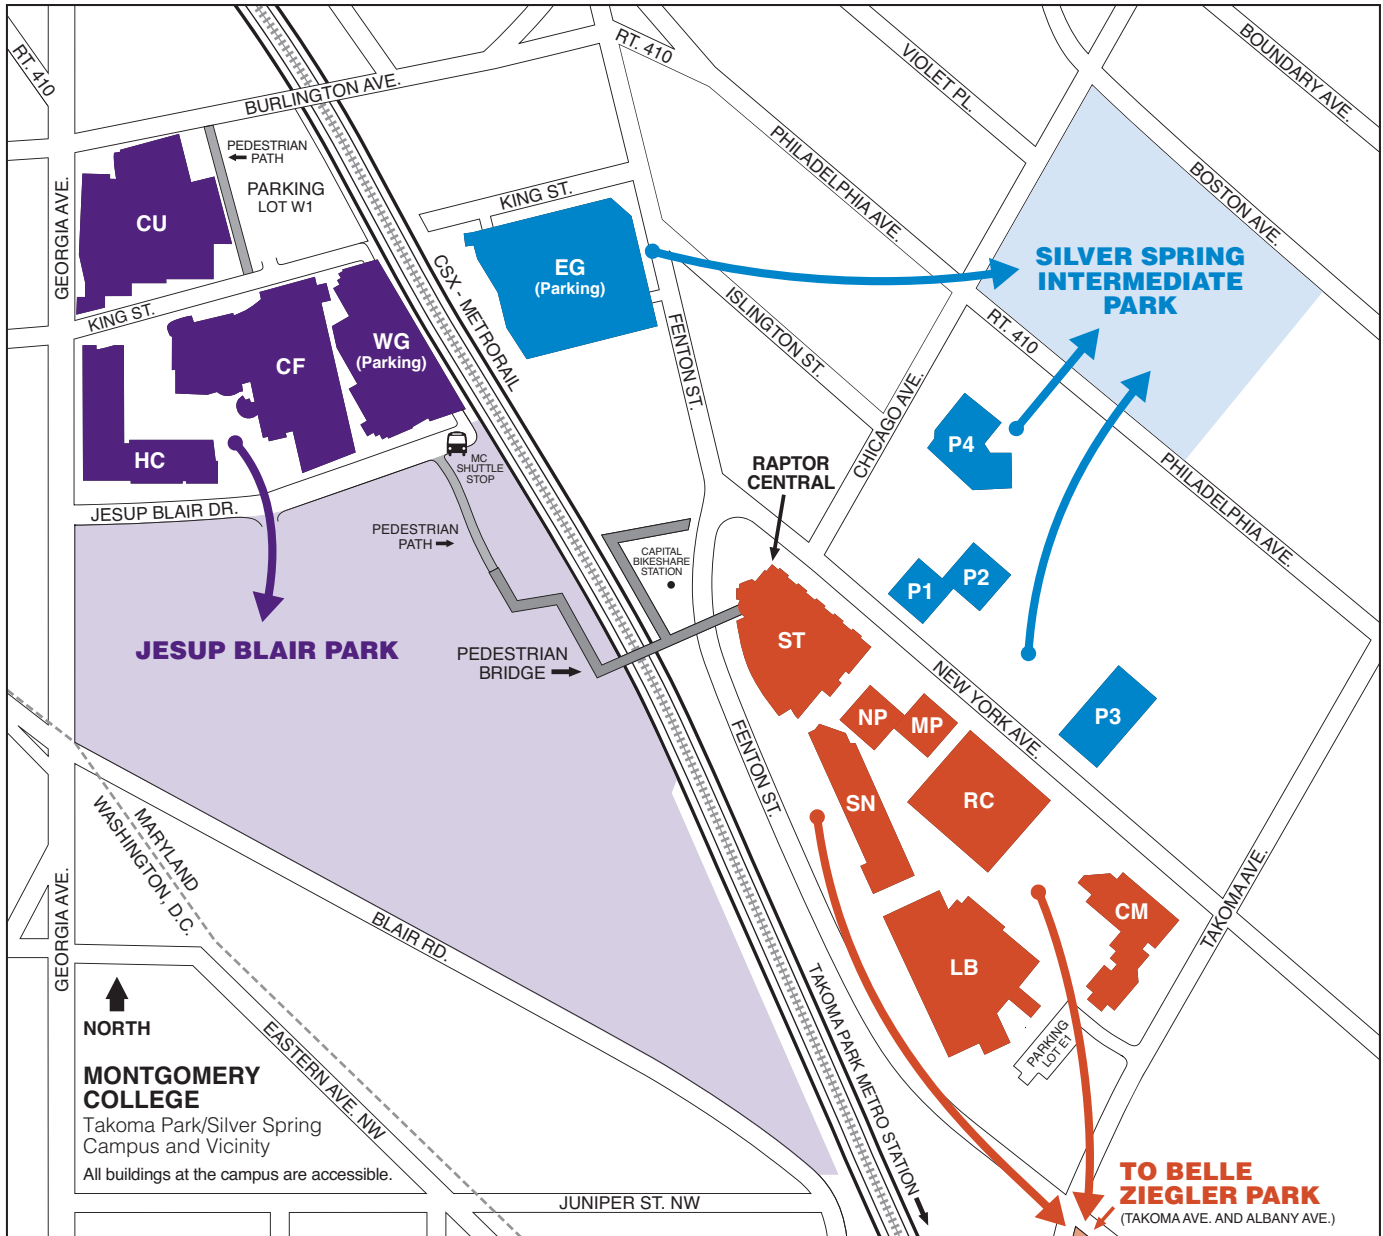 RT. 410
BURLINGTON AVE.
RT. 410
VIOLET PL.
BOUNDARY AVE.
PEDESTRIAN
PATH
PARKING
LOT W1
GEORGIA AVE.
CU
KING ST.
PHILADELPHIA AVE.
BOSTON AVE.
KING ST.
CSX - METRORAIL
EG
(Parking)
SILVER SPRING
INTERMEDIATE
PARK
ISLINGTON ST.
FENTON ST.
RT. 410
CF
WG
(Parking)
CHICAGO AVE.
P4
HC
MC
SHUTTLE
STOP
RAPTOR
CENTRAL
PHILADELPHIA AVE.
JESUP BLAIR DR.
PEDESTRIAN
PATH
CAPITAL
BIKESHARE
STATION
P1
P2
JESUP BLAIR PARK
PEDESTRIAN
BRIDGE
ST
NEW YORK AVE.
NP
MP
P3
FENTON ST.
SN
RC
MARYLAND
WASHINGTON, D.C.
GEORGIA AVE.
BLAIR RD.
CM
TAKOMA AVE.
LB
TAKOMA PARK METRO STATION
PARKING
LOT E1
NORTH
EASTERN AVE. NW
MONTGOMERY
COLLEGE
Takoma Park/Silver Spring
Campus and Vicinity
All buildings at the campus are accessible.
JUNIPER ST. NW
TO BELLE
ZIEGLER PARK
(TAKOMA AVE. AND ALBANY AVE.)